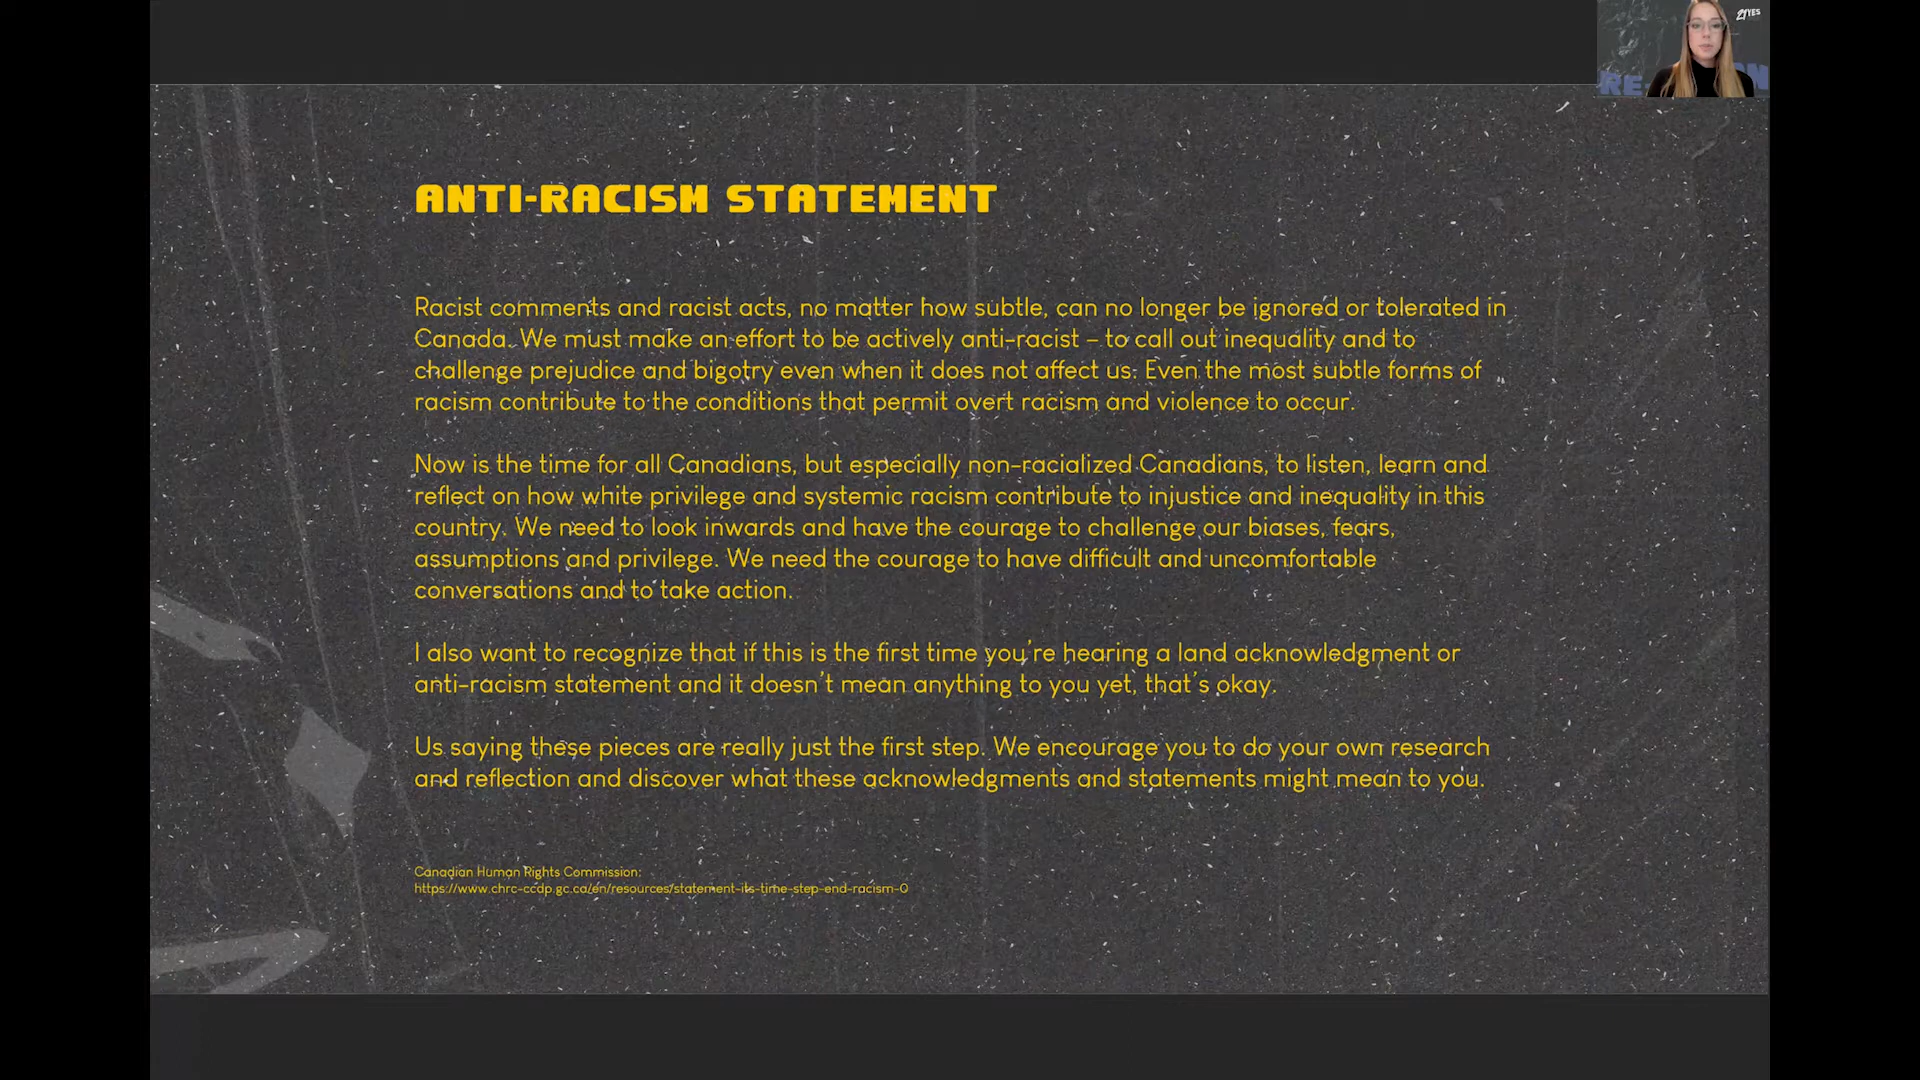 21YES
RE
ON
ANTI-RACISM STATEMENT
Racist comments and racist acts, no matter how subtle, can no longer be ignored or tolerated in
Canada. We must make an effort to be actively anti-racist – to call out inequality and to
challenge prejudice and bigotry even when it does not affect us. Even the most subtle forms of
racism contribute to the conditions that permit overt racism and violence to occur.
Now is the time for all Canadians, but especially non-racialized Canadians, to listen, learn and
reflect on how white privilege and systemic racism contribute to injustice and inequality in this
country. We need to look inwards and have the courage to challenge our biases, fears,
assumptions and privilege. We need the courage to have difficult and uncomfortable
conversations and to take action.
I also want to recognize that if this is the first time you're hearing a land acknowledgment or
anti-racism statement and it doesn't mean anything to you yet, that's okay.
Us saying these pieces are really just the first step. We encourage you to do your own research
and reflection and discover what these acknowledgments and statements might mean to you.
Canadian Human Rights Commission:
https://www.chrc-ccdp.gc.ca/en/resources/statement-its-time-step-end-racism-0